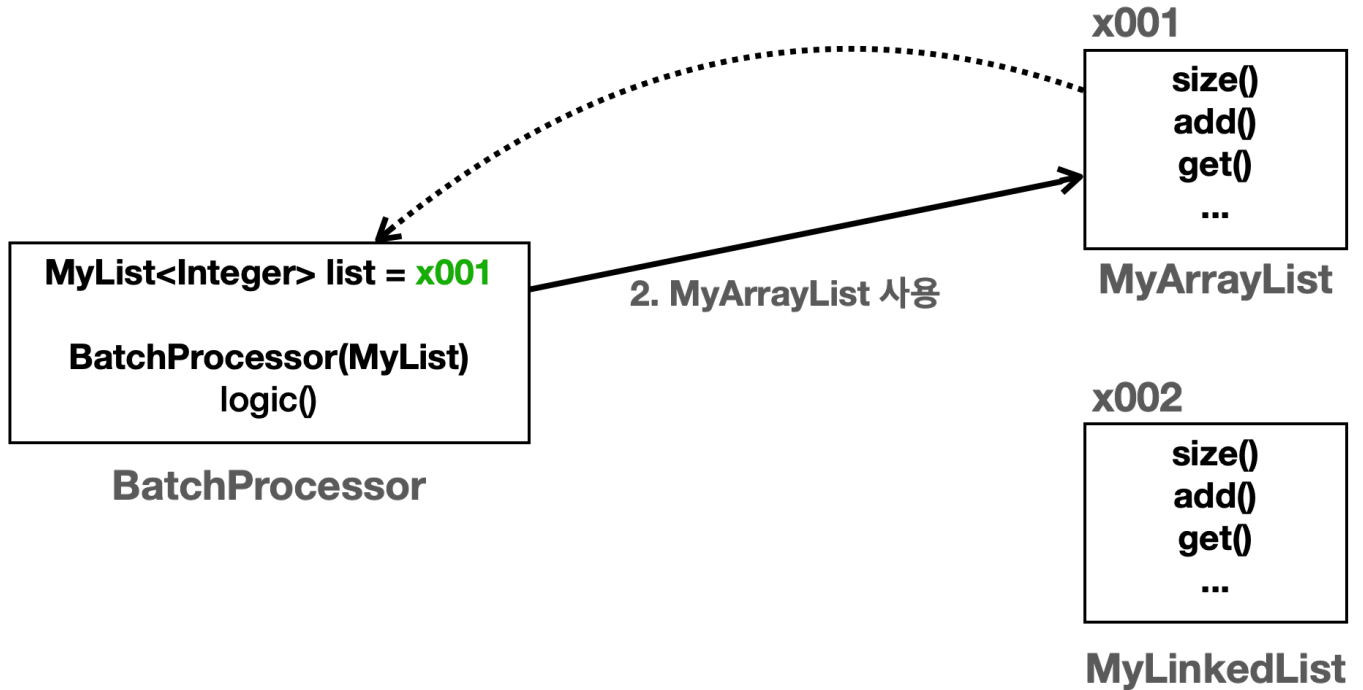 x001
size()
add()
get()
...
MyArrayList
MyList<Integer> list = x001
BatchProcessor(MyList)
logic()
BatchProcessor
2. MyArrayList 사용
x002
size()
add()
get()
...
MyLinkedList